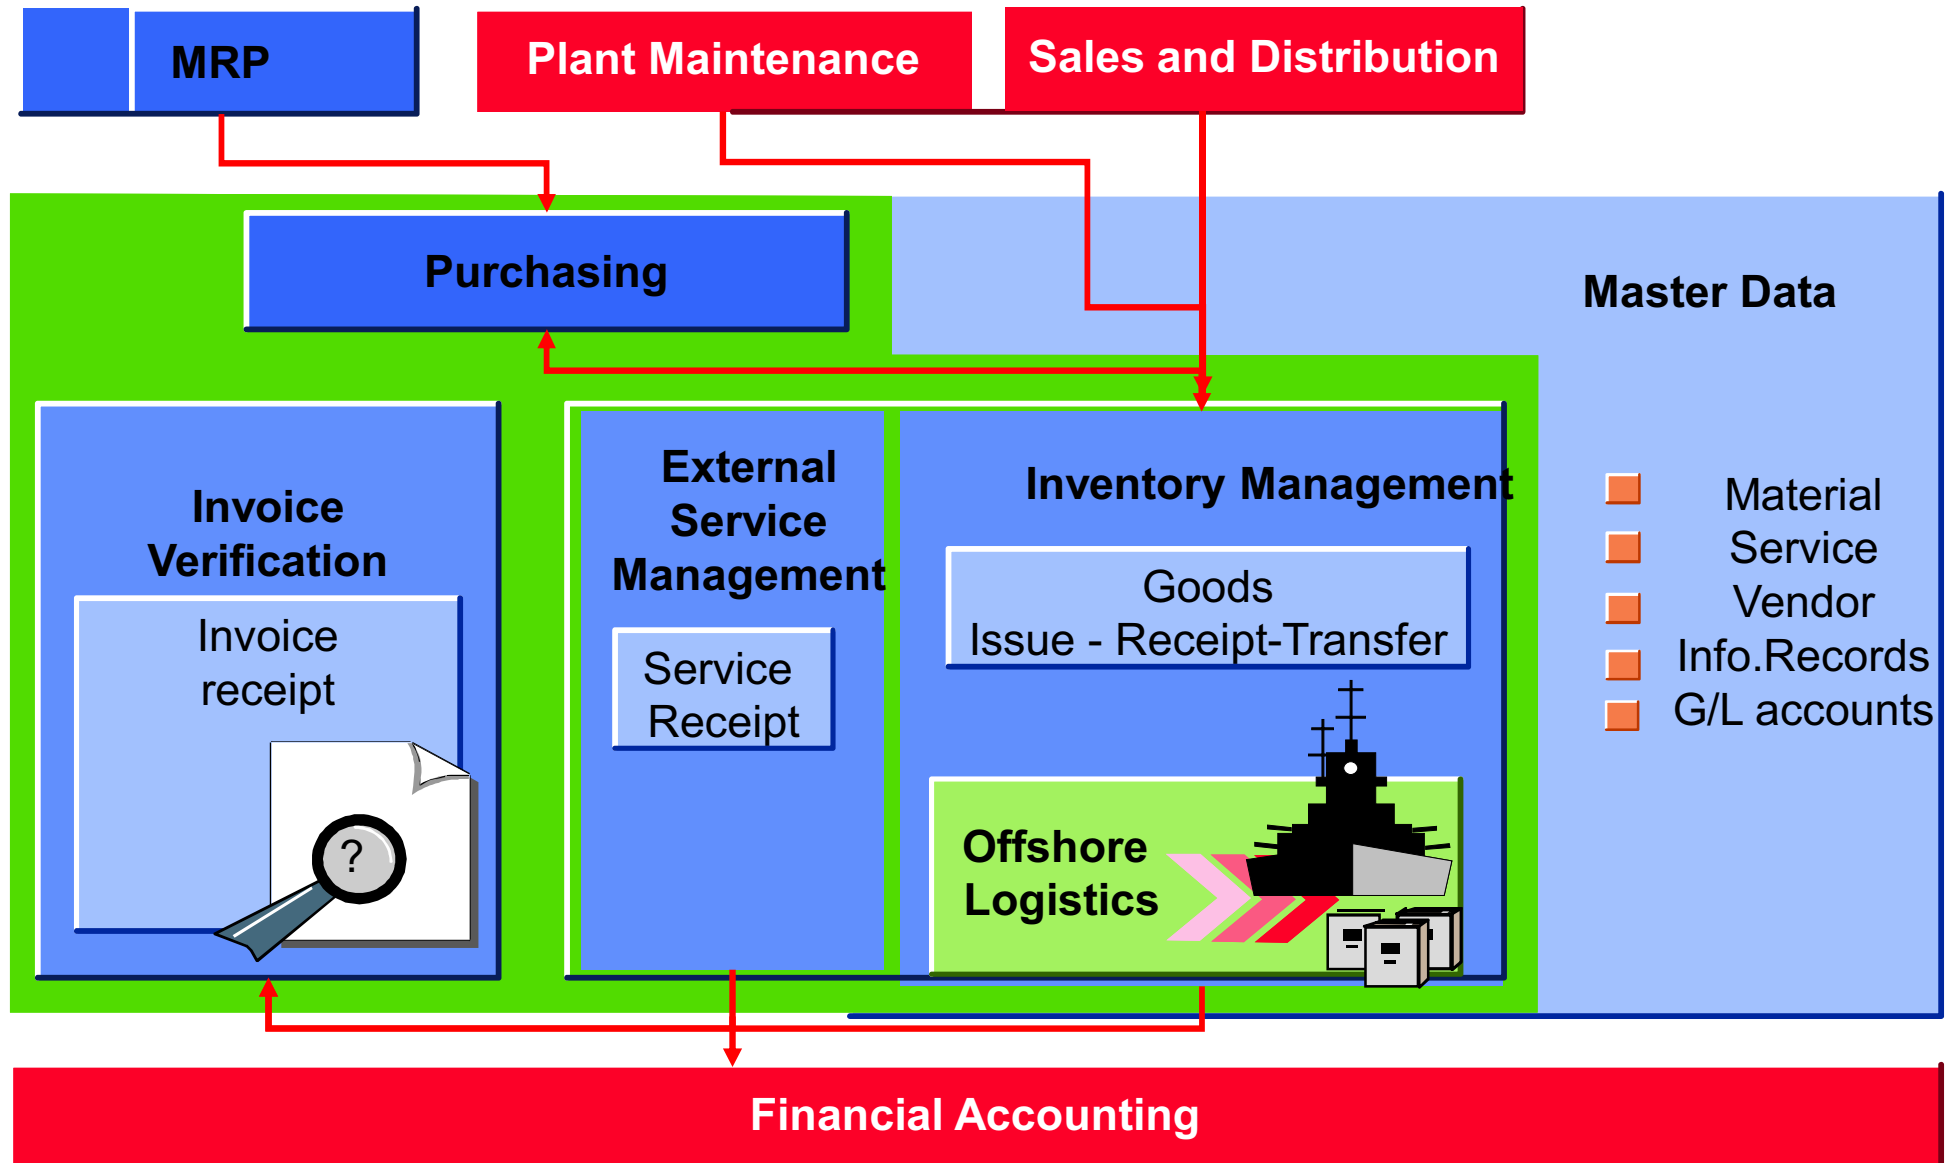 MRP
Plant Maintenance
Sales and Distribution
Purchasing
Master Data
Invoice
Verification
Invoice
receipt
?
External
Service
Management
Service
Receipt
Inventory Management
Goods
Issue - Receipt-Transfer
Offshore
Logistics
Material
Service
Vendor
Info.Records
G/L accounts
Financial Accounting